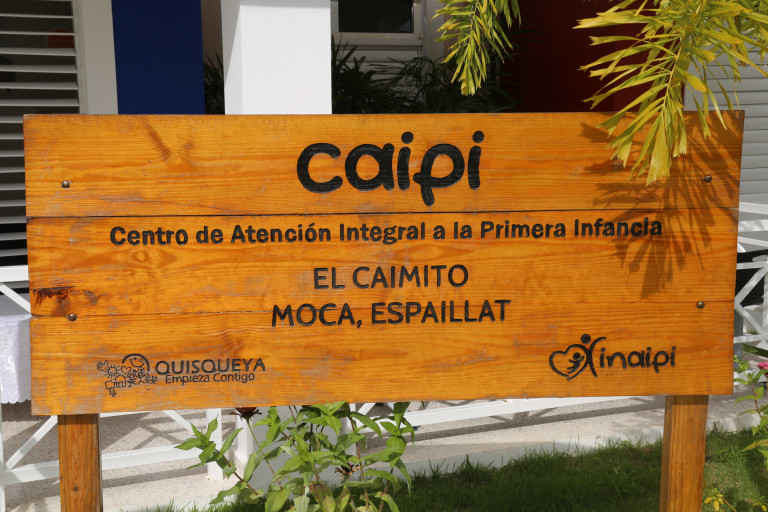 caipi
Centro de Atención Integral a la Primera Infancia
EL CAIMITO
MOCA, ESPAILLAT
QUISQUEYA
Empieza Contigo
inaipi